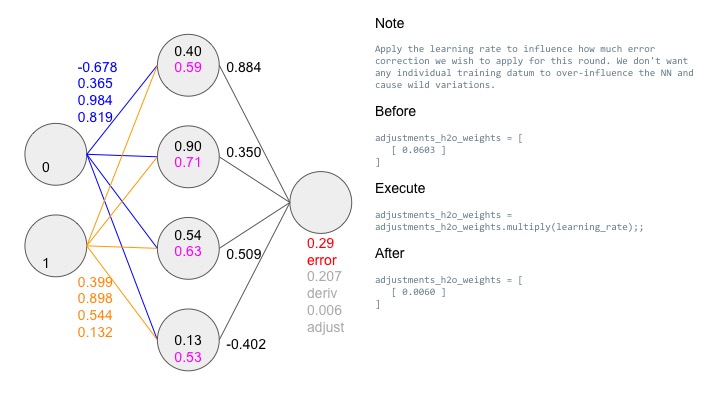 -0.678
0.365
0.984
0.819
0
1
0.399
0.898
0.544
0.132
0.40
0.59
0.90
0.71
0.54
0.63
0.13
0.53
0.884
0.350
0.509
-0.402
0.29
error
0.207
deriv
0.006
adjust
Note
Apply the learning rate to influence how much error
correction we wish to apply for this round. We don't want
any individual training datum to over-influence the NN and
cause wild variations.
Before
adjustments_h2o_weights = [
[ 0.0603 ]
]
Execute
adjustments_h2o_weights =
adjustments_h2o_weights.multiply(learning_rate);;
After
adjustments_h2o_weights = [
[ 0.0060 ]
]